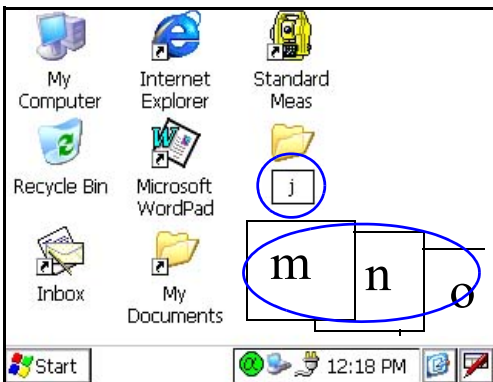 My Computer
Internet Explorer
Standard Meas
Recycle Bin
Microsoft WordPad
j
Inbox
My Documents
m
n
o
Start
12:18 PM